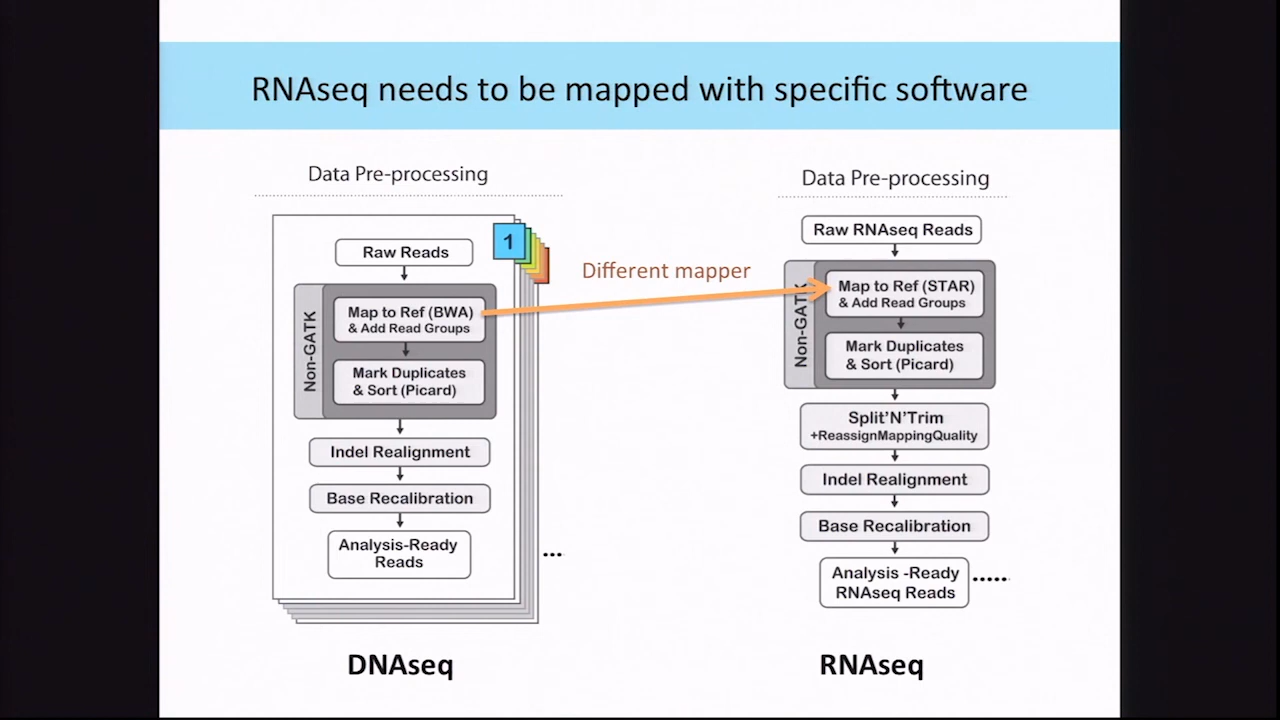 RNAseq needs to be mapped with specific software
Data Pre-processing
1
Raw Reads
Non-GATK
Map to Ref (BWA)
& Add Read Groups
Mark Duplicates
& Sort (Picard)
Indel Realignment
Base Recalibration
Analysis-Ready
Reads
...
DNAseq
Different mapper
Data Pre-processing
Raw RNAseq Reads
Non-GATK
Map to Ref (STAR)
& Add Read Groups
Mark Duplicates
& Sort (Picard)
Split'N'Trim
+ReassignMappingQuality
Indel Realignment
Base Recalibration
Analysis -Ready
RNAseq Reads
.....
RNAseq